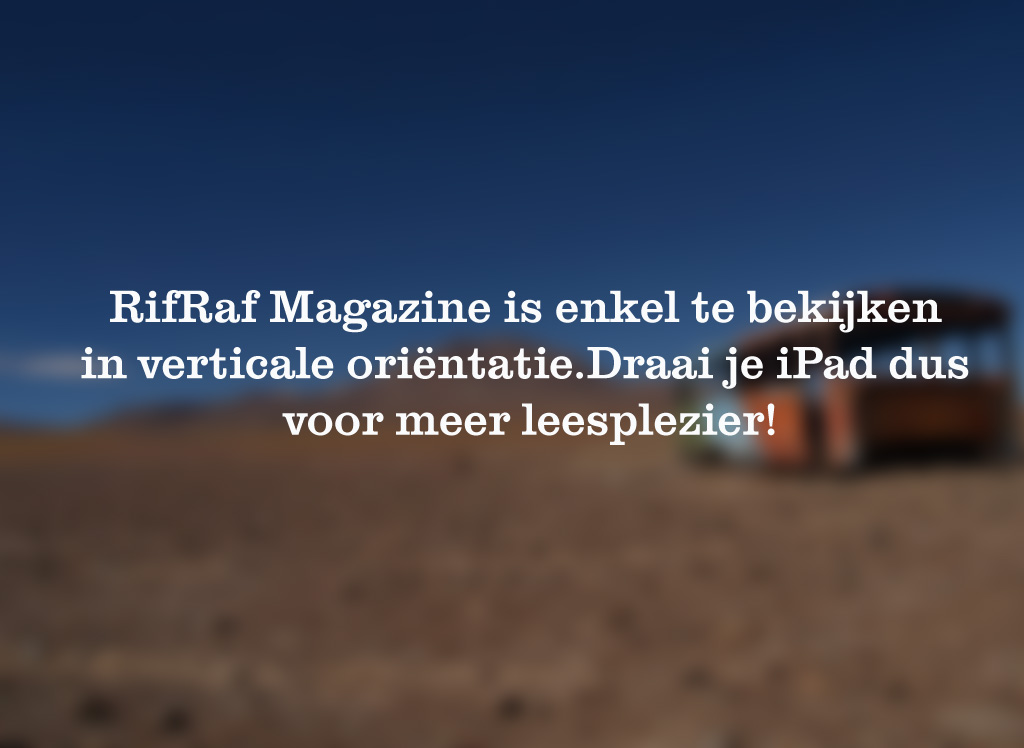 RifRaf Magazine is enkel te bekijken
in verticale oriëntatie.Draai je iPad dus
voor meer leesplezier!